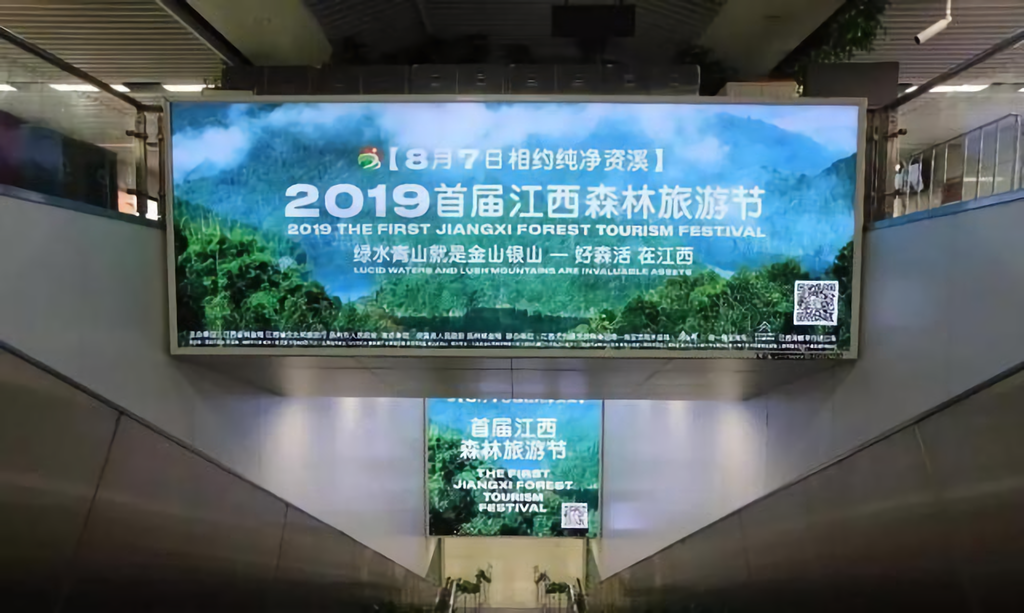 【8月7日相约纯净资溪】
2019首届江西森林旅游节
2019 THE FIRST JIANGXI FOREST TOURISM FESTIVAL
绿水青山就是金山银山 — 好森活 在江西
LUCID WATERS AND LUSH MOUNTAINS ARE INVALUABLE ASSETS
首届江西
森林旅游节
THE FIRST
JIANGXI FOREST
TOURISM
FESTIVAL